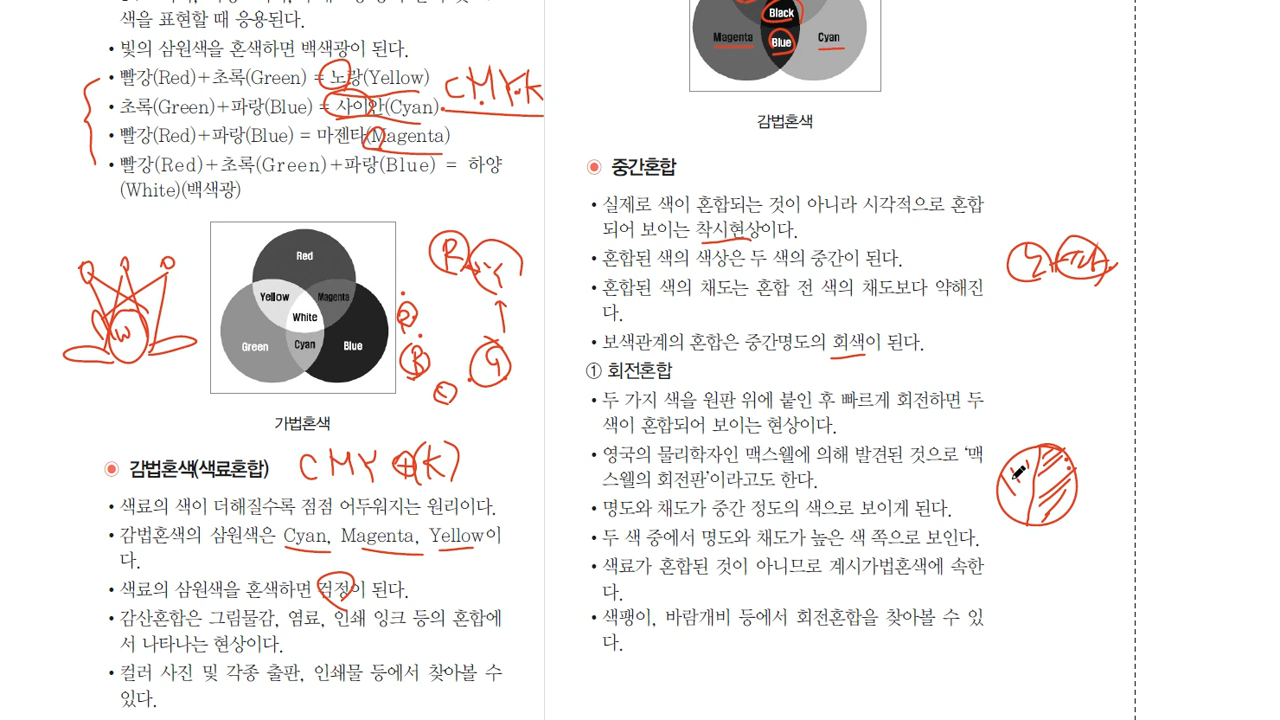 색을 표현할 때 응용된다.
• 빛의 삼원색을 혼색하면 백색광이 된다.
• 빨강(Red)+초록(Green) = 노랑(Yellow)
• 초록(Green)+파랑(Blue) = 사이안(Cyan)
• 빨강(Red)+파랑(Blue) = 마젠타(Magenta)
• 빨강(Red)+초록(Green)+파랑(Blue) = 하양
(White)(백색광)
CMYK
Red
Yellow
Magenta
White
Green
Cyan
Blue
W
R
Y
R
B
G
가법혼색
감법혼색(색료혼합)
CMY+(K)
• 색료의 색이 더해질수록 점점 어두워지는 원리이다.
• 감법혼색의 삼원색은 Cyan, Magenta, Yellow이
다.
• 색료의 삼원색을 혼색하면 검정이 된다.
• 감산혼합은 그림물감, 염료, 인쇄 잉크 등의 혼합에
서 나타나는 현상이다.
• 컬러 사진 및 각종 출판, 인쇄물 등에서 찾아볼 수
있다.
Black
Magenta
Blue
Cyan
감법혼색
중간혼합
• 실제로 색이 혼합되는 것이 아니라 시각적으로 혼합
되어 보이는 착시현상이다.
• 혼합된 색의 색상은 두 색의 중간이 된다.
• 혼합된 색의 채도는 혼합 전 색의 채도보다 약해진
다.
• 보색관계의 혼합은 중간명도의 회색이 된다.
노+파
① 회전혼합
• 두 가지 색을 원판 위에 붙인 후 빠르게 회전하면 두
색이 혼합되어 보이는 현상이다.
• 영국의 물리학자인 맥스웰에 의해 발견된 것으로 ‘맥
스웰의 회전판’이라고도 한다.
• 명도와 채도가 중간 정도의 색으로 보이게 된다.
• 두 색 중에서 명도와 채도가 높은 색 쪽으로 보인다.
• 색료가 혼합된 것이 아니므로 계시가법혼색에 속한
다.
• 색팽이, 바람개비 등에서 회전혼합을 찾아볼 수 있
다.